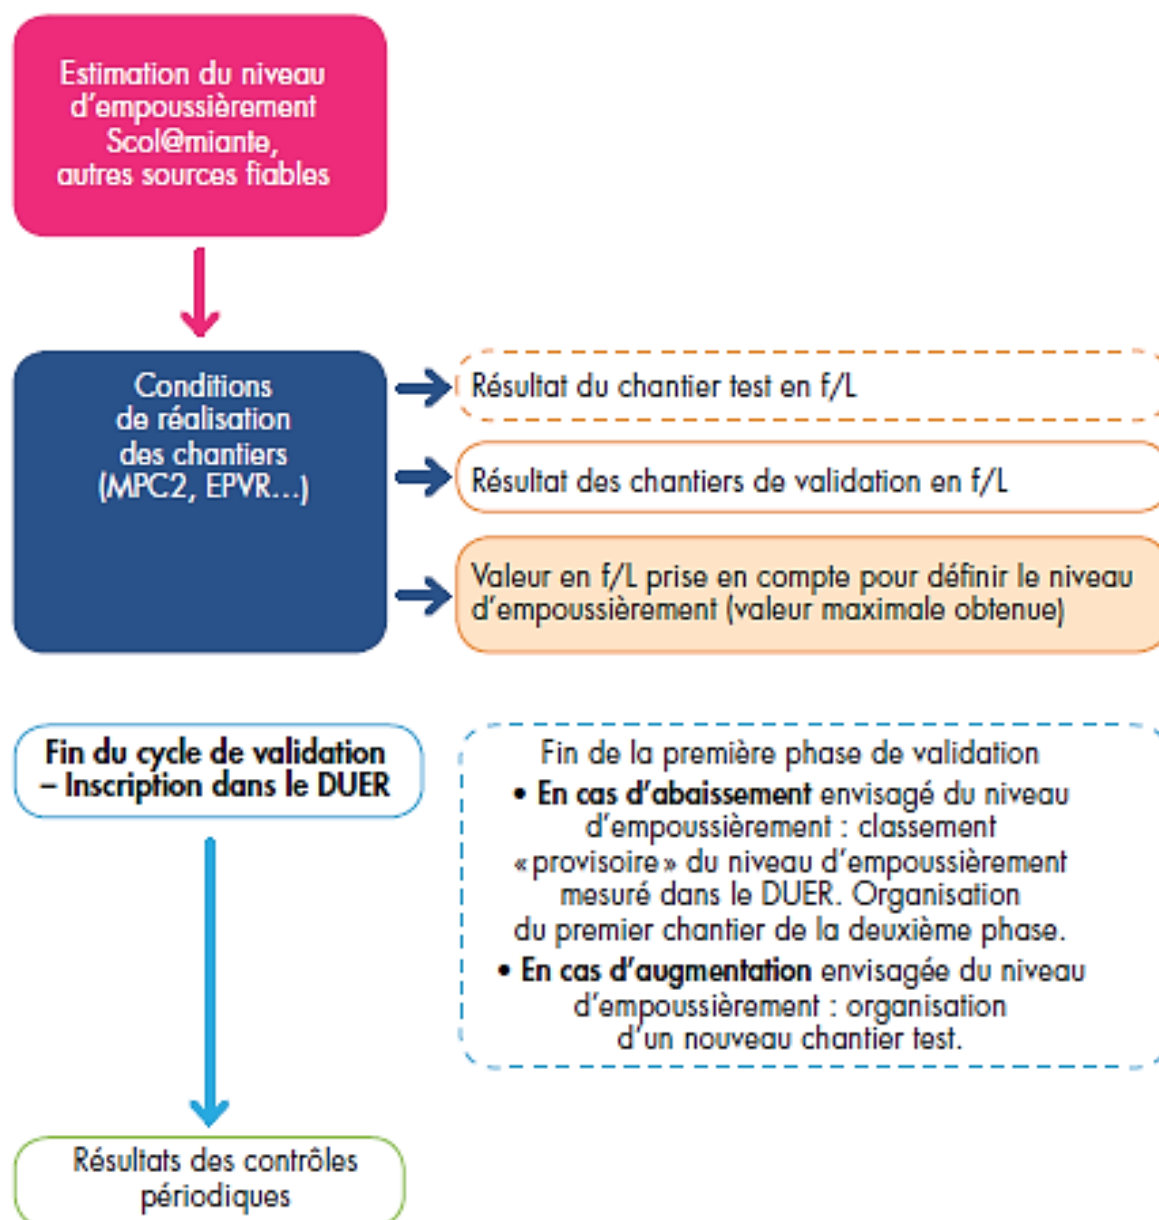 Estimation du niveau
d'empoussièrement
Scol@miante,
autres sources fiables
Conditions
de réalisation
des chantiers
(MPC2, EPVR...)
Résultat du chantier test en f/L
Résultat des chantiers de validation en f/L
Valeur en f/L prise en compte pour définir le niveau
d'empoussièrement (valeur maximale obtenue)
Fin du cycle de validation
– Inscription dans le DUER
Fin de la première phase de validation
• En cas d'abaissement envisagé du niveau
d'empoussièrement : classement
«provisoire» du niveau d'empoussièrement
mesuré dans le DUER. Organisation
du premier chantier de la deuxième phase.
• En cas d'augmentation envisagée du niveau
d'empoussièrement : organisation
d'un nouveau chantier test.
Résultats des contrôles
périodiques